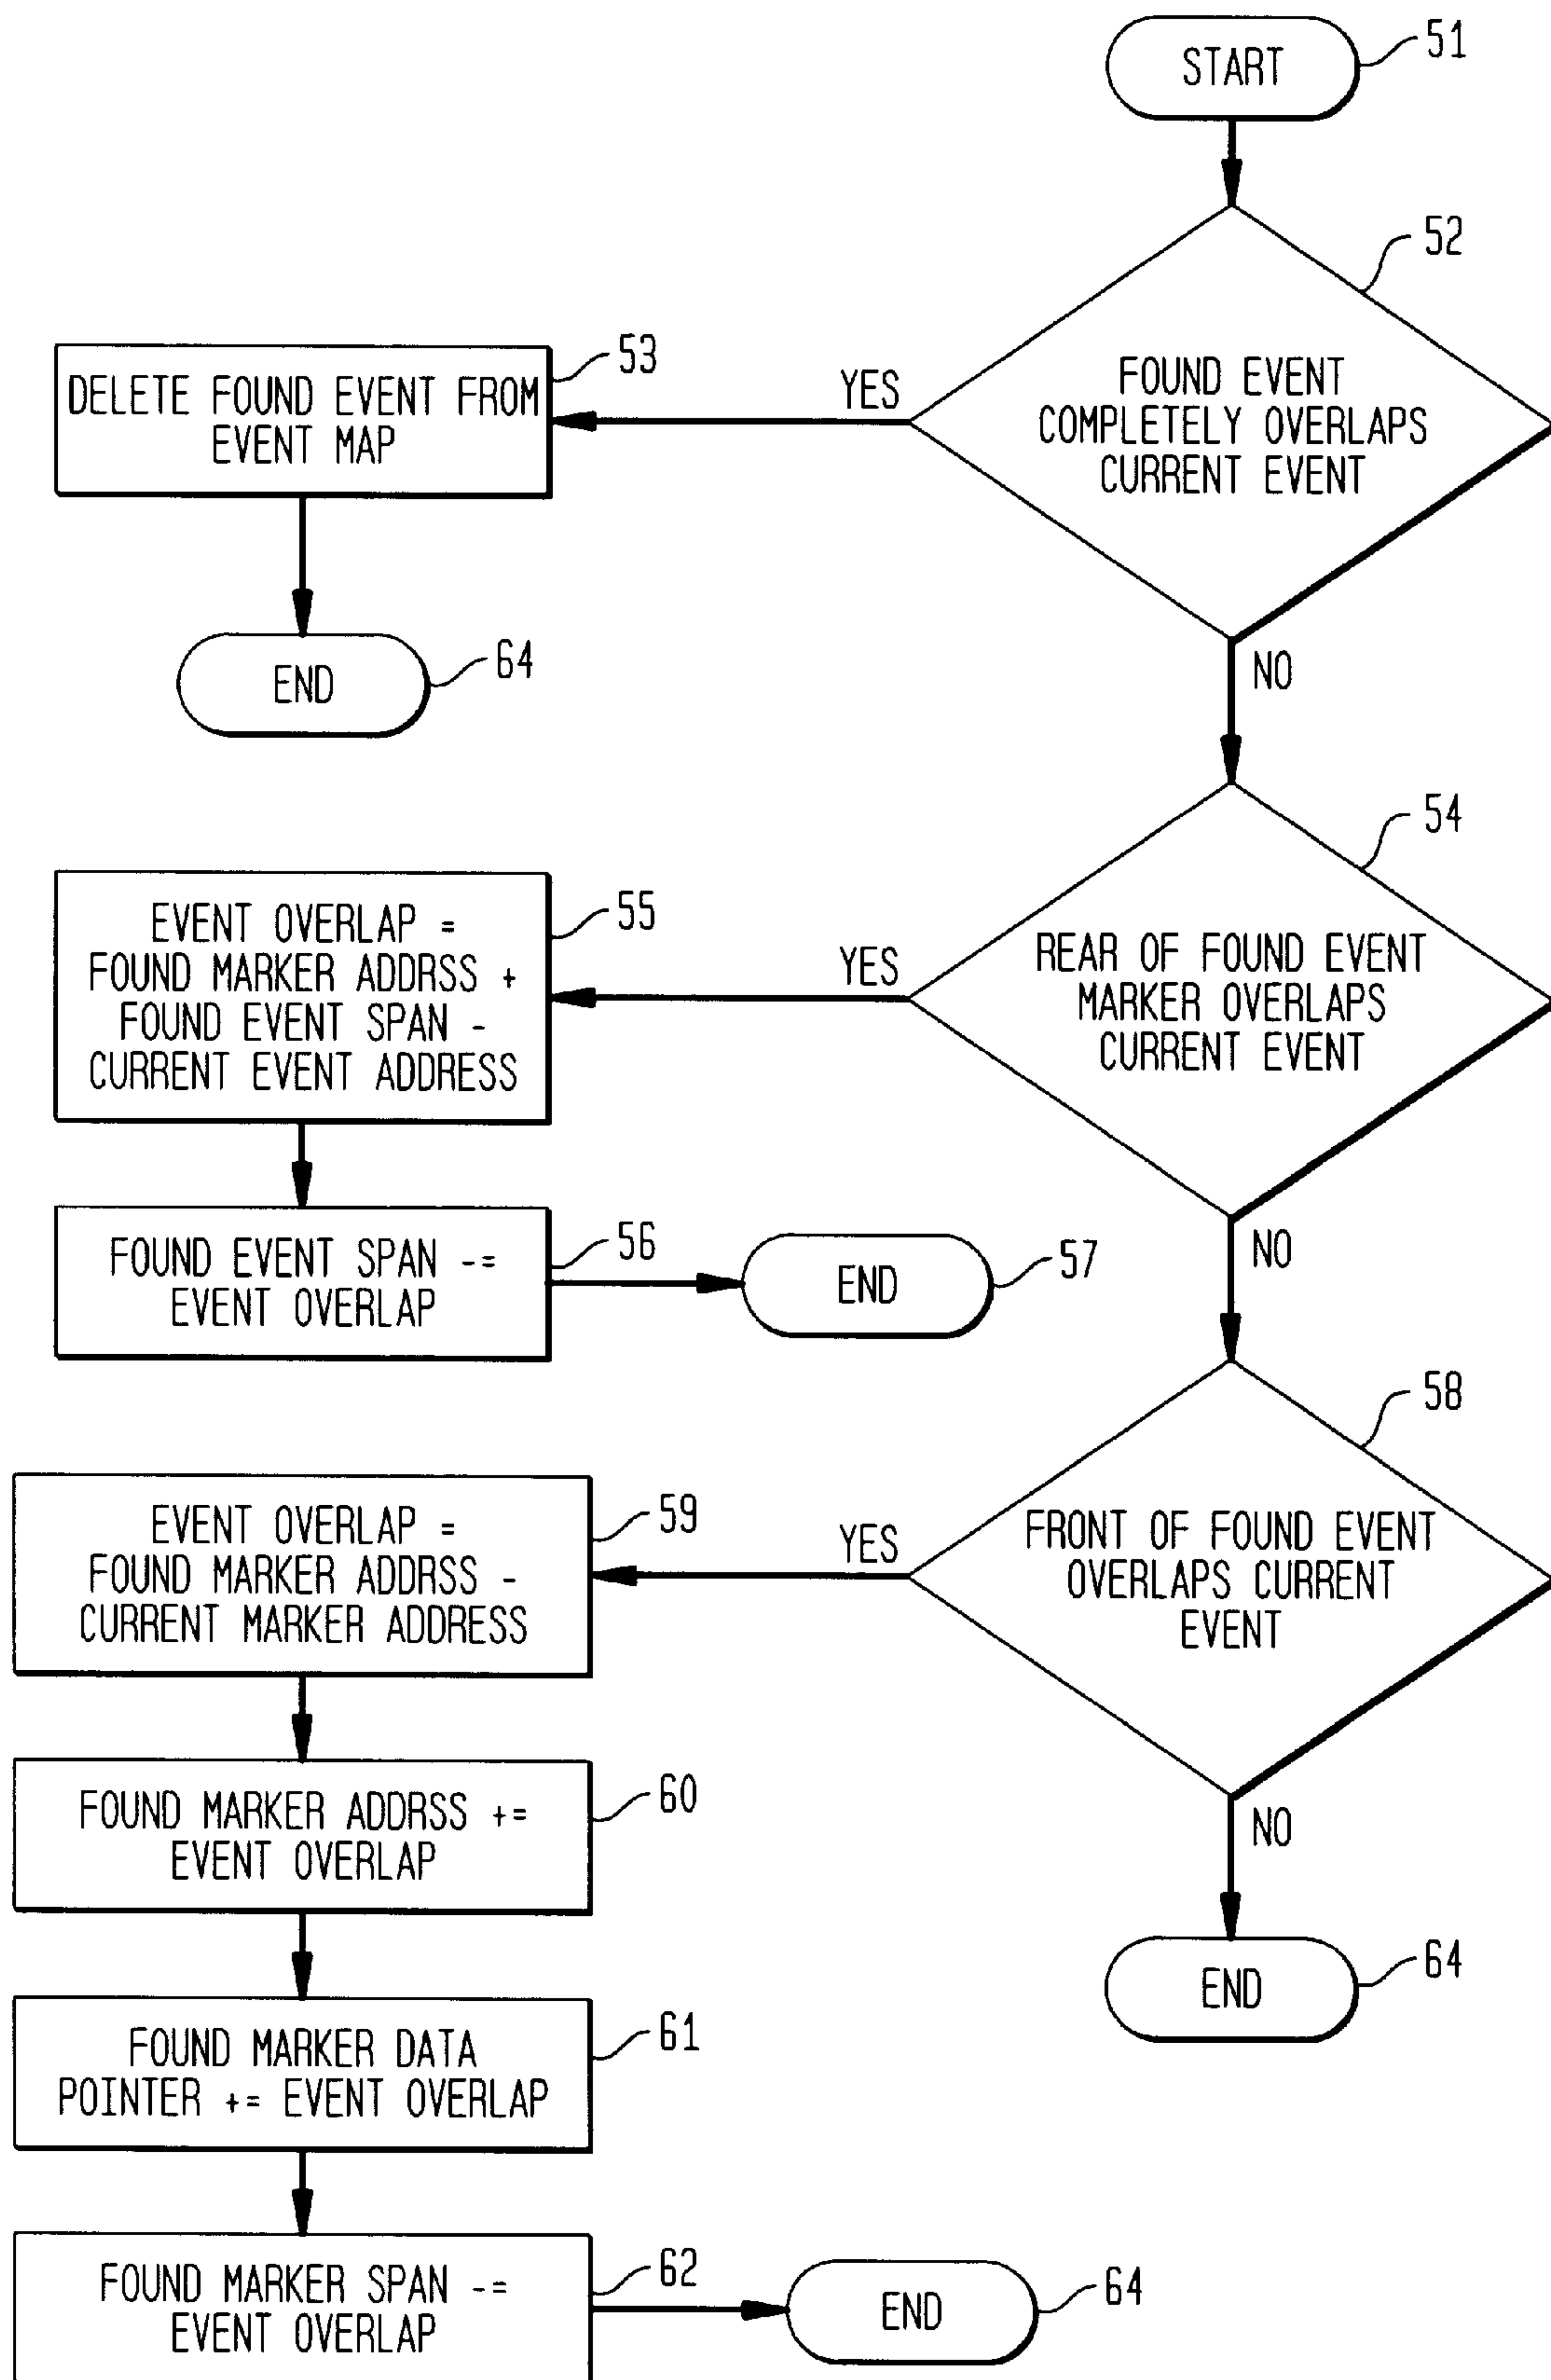 START
51
52
FOUND EVENT
COMPLETELY OVERLAPS
CURRENT EVENT
YES
53
DELETE FOUND EVENT FROM
EVENT MAP
END
64
NO
54
REAR OF FOUND EVENT
MARKER OVERLAPS
CURRENT EVENT
YES
55
EVENT OVERLAP =
FOUND MARKER ADDRSS +
FOUND EVENT SPAN -
CURRENT EVENT ADDRESS
56
FOUND EVENT SPAN -=
EVENT OVERLAP
END
57
NO
58
FRONT OF FOUND EVENT
OVERLAPS CURRENT
EVENT
YES
59
EVENT OVERLAP =
FOUND MARKER ADDRSS -
CURRENT MARKER ADDRESS
60
FOUND MARKER ADDRSS +=
EVENT OVERLAP
61
FOUND MARKER DATA
POINTER += EVENT OVERLAP
62
FOUND MARKER SPAN -=
EVENT OVERLAP
END
64
NO
END
64